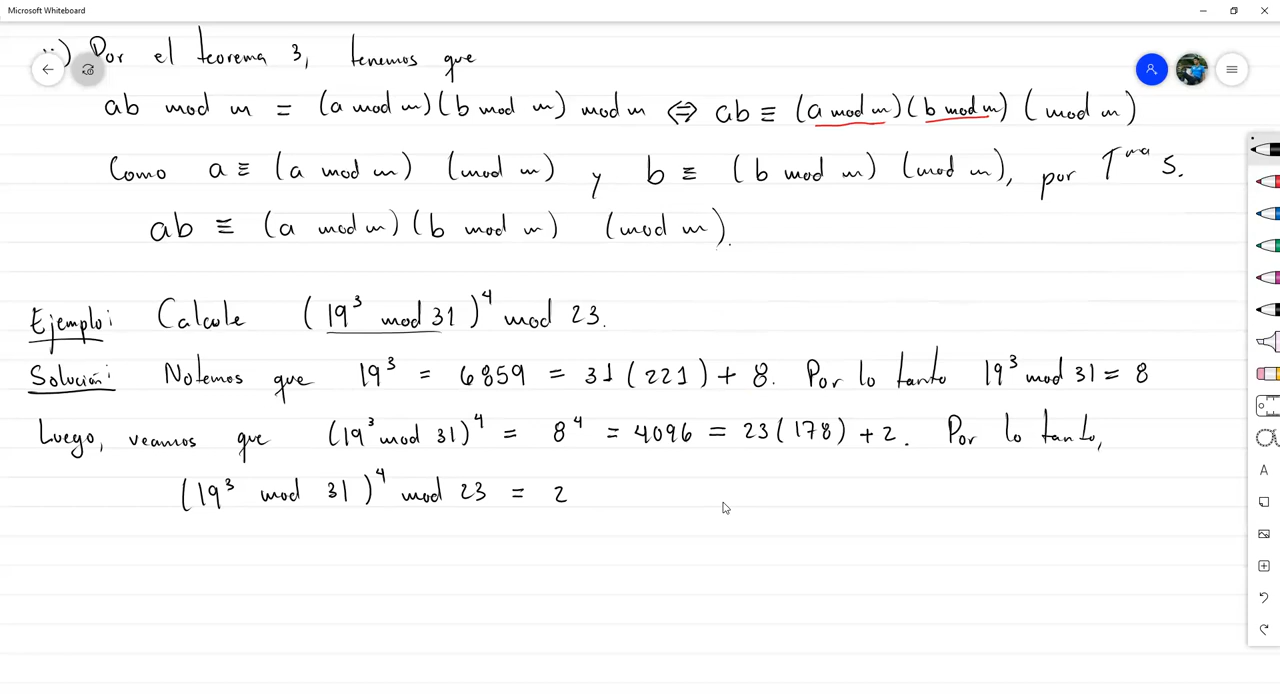 Microsoft Whiteboard
ii) Por el teorema 3, tenemos que
ab mod m = (a mod m)(b mod m) mod m ⇔ ab ≡ (a mod m)(b mod m) (mod m)
Como a ≡ (a mod m) (mod m) y b ≡ (b mod m) (mod m), por Tma 5.
ab ≡ (a mod m)(b mod m) (mod m).
Ejemplo: Calcule (19³ mod 31)⁴ mod 23.
Solución: Notemos que 19³ = 6859 = 31(221) + 8. Por lo tanto 19³ mod 31 = 8
Luego, veamos que (19³ mod 31)⁴ = 8⁴ = 4096 = 23(178) + 2. Por lo tanto,
(19³ mod 31)⁴ mod 23 = 2